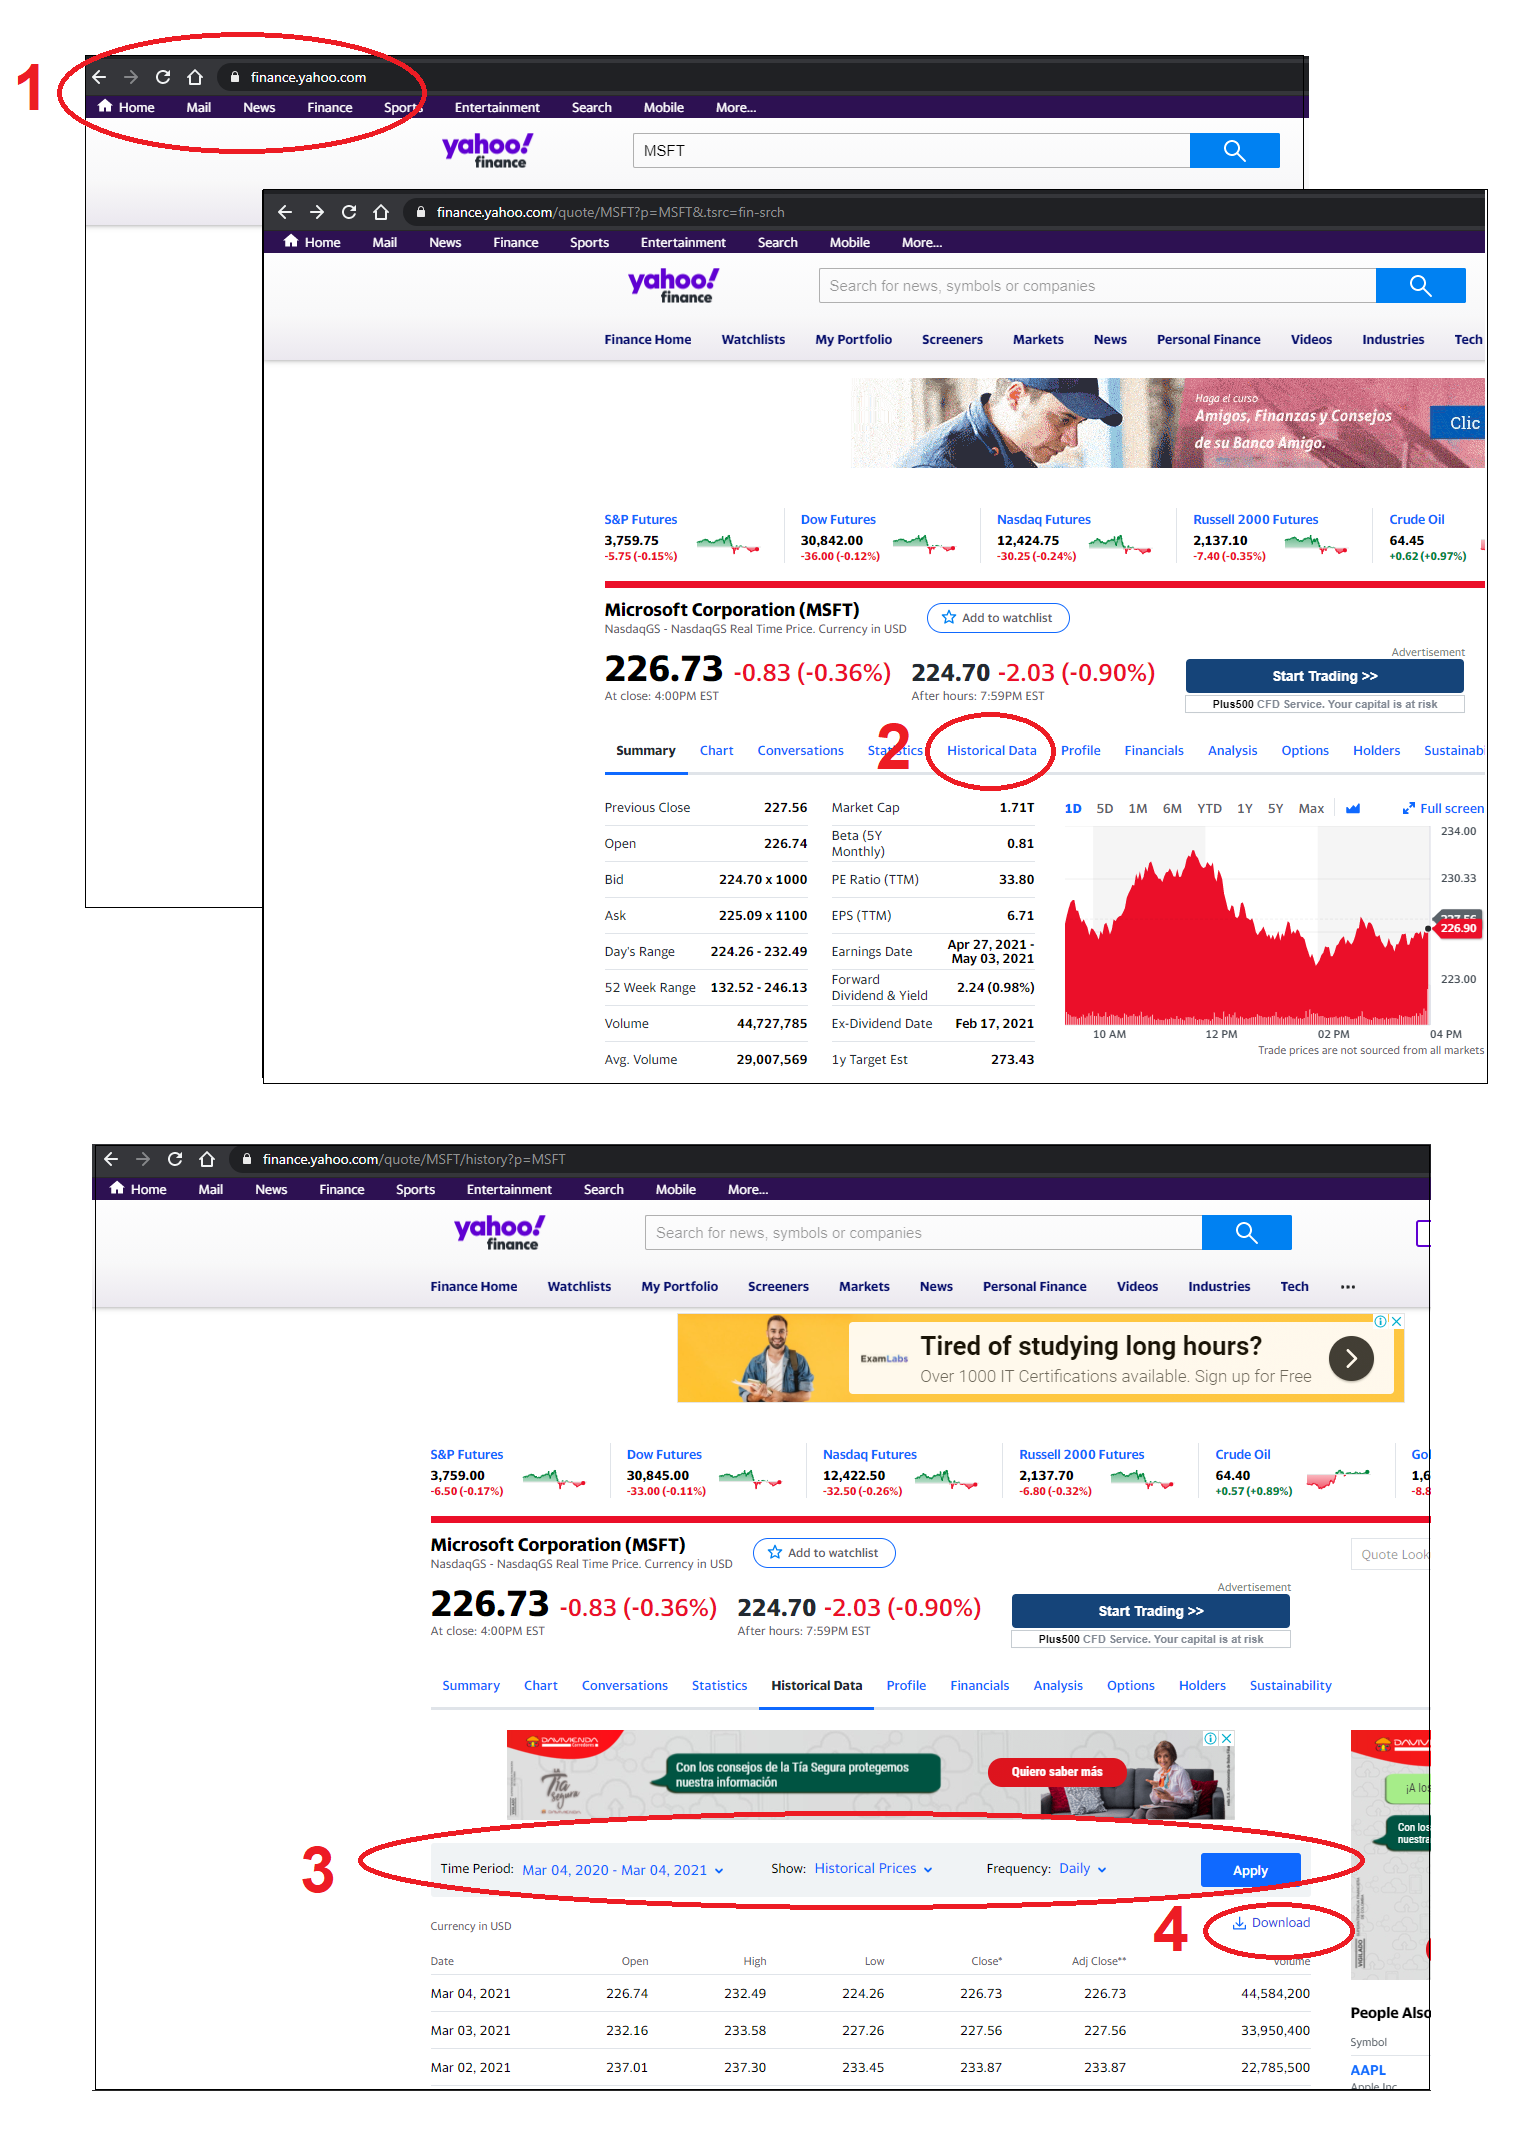 1
finance.yahoo.com
Home Mail News Finance Sports Entertainment Search Mobile More...
yahoo!
finance
MSFT
finance.yahoo.com/quote/MSFT?p=MSFT&.tsrc=fin-srch
Home Mail News Finance Sports Entertainment Search Mobile More...
yahoo!
finance
Search for news, symbols or companies
Finance Home Watchlists My Portfolio Screeners Markets News Personal Finance Videos Industries Tech
Haga el curso
Amigos, Finanzas y Consejos
de su Banco Amigo.
Clic
S&P Futures Dow Futures Nasdaq Futures Russell 2000 Futures Crude Oil
3,759.75 30,842.00 12,424.75 2,137.10 64.45
-5.75 (-0.15%) -36.00 (-0.12%) -30.25 (-0.24%) -7.40 (-0.35%) +0.62 (+0.97%)
Microsoft Corporation (MSFT)
NasdaqGS - NasdaqGS Real Time Price. Currency in USD
Add to watchlist
226.73 -0.83 (-0.36%) 224.70 -2.03 (-0.90%)
At close: 4:00PM EST After hours: 7:59PM EST
Advertisement
Start Trading >>
Plus500 CFD Service. Your capital is at risk
2
Summary Chart Conversations Statistics Historical Data Profile Financials Analysis Options Holders Sustainab
Previous Close 227.56
Open 226.74
Bid 224.70 x 1000
Ask 225.09 x 1100
Day's Range 224.26 - 232.49
52 Week Range 132.52 - 246.13
Volume 44,727,785
Avg. Volume 29,007,569
Market Cap 1.71T
Beta (5Y
Monthly) 0.81
PE Ratio (TTM) 33.80
EPS (TTM) 6.71
Earnings Date Apr 27, 2021 -
May 03, 2021
Forward
Dividend & Yield 2.24 (0.98%)
Ex-Dividend Date Feb 17, 2021
1y Target Est 273.43
1D 5D 1M 6M YTD 1Y 5Y Max Full screen
234.00
230.33
227.56
226.90
223.00
10 AM 12 PM 02 PM 04 PM
Trade prices are not sourced from all markets
finance.yahoo.com/quote/MSFT/history?p=MSFT
Home Mail News Finance Sports Entertainment Search Mobile More...
yahoo!
finance
Search for news, symbols or companies
Finance Home Watchlists My Portfolio Screeners Markets News Personal Finance Videos Industries Tech ...
ExamLabs
Tired of studying long hours?
Over 1000 IT Certifications available. Sign up for Free
S&P Futures Dow Futures Nasdaq Futures Russell 2000 Futures Crude Oil Gol
3,759.00 30,845.00 12,422.50 2,137.70 64.40 1,6
-6.50 (-0.17%) -33.00 (-0.11%) -32.50 (-0.26%) -6.80 (-0.32%) +0.57 (+0.89%) -8.8
Microsoft Corporation (MSFT)
NasdaqGS - NasdaqGS Real Time Price. Currency in USD
Add to watchlist
Quote Look
226.73 -0.83 (-0.36%) 224.70 -2.03 (-0.90%)
At close: 4:00PM EST After hours: 7:59PM EST
Advertisement
Start Trading >>
Plus500 CFD Service. Your capital is at risk
Summary Chart Conversations Statistics Historical Data Profile Financials Analysis Options Holders Sustainability
DAVIVIENDA
Corredores
Tía
segura
Con los consejos de la Tía Segura protegemos
nuestra información
Quiero saber más
¡A los
Con los
nuestra
3
Time Period: Mar 04, 2020 - Mar 04, 2021 Show: Historical Prices Frequency: Daily Apply
4
Currency in USD Download
Date Open High Low Close* Adj Close** Volume
Mar 04, 2021 226.74 232.49 224.26 226.73 226.73 44,584,200
Mar 03, 2021 232.16 233.58 227.26 227.56 227.56 33,950,400
Mar 02, 2021 237.01 237.30 233.45 233.87 233.87 22,785,500
People Also
Symbol
AAPL
Apple Inc